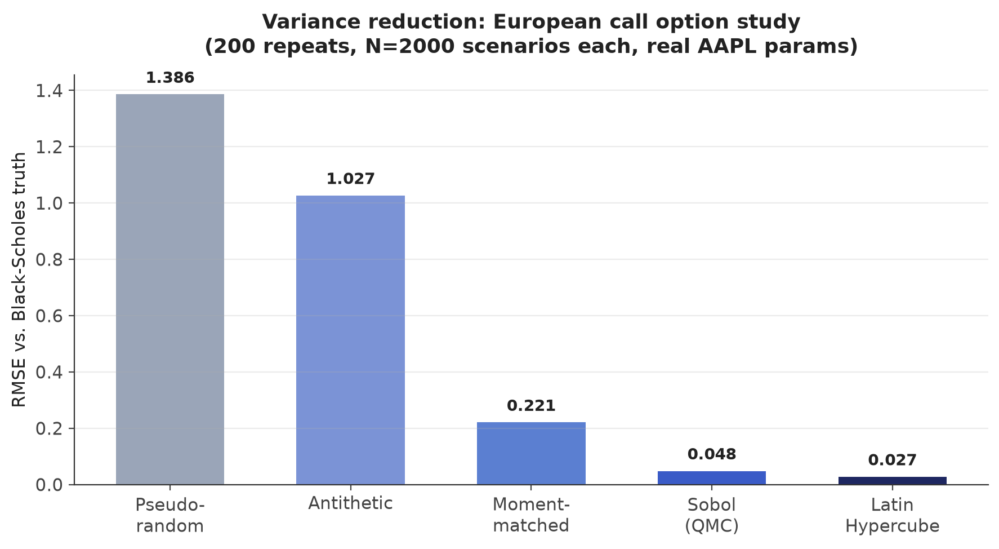 Variance reduction: European call option study
(200 repeats, N=2000 scenarios each, real AAPL params)
RMSE vs. Black-Scholes truth
1.4
1.2
1.0
0.8
0.6
0.4
0.2
0.0
1.386
1.027
0.221
0.048
0.027
Pseudo-
random
Antithetic
Moment-
matched
Sobol
(QMC)
Latin
Hypercube